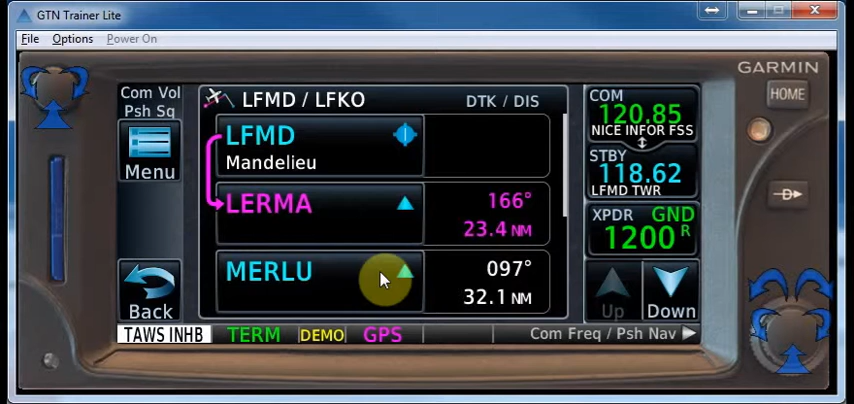 GTN Trainer Lite
File Options Power On
GARMIN
Com Vol
Psh Sq
Menu
Back
LFMD / LFKO DTK / DIS
LFMD
Mandelieu
LERMA
166°
23.4 NM
MERLU
097°
32.1 NM
COM
120.85
NICE INFOR FSS
STBY
118.62
LFMD TWR
XPDR GND
1200 R
Up Down
HOME
D
TAWS INHB TERM DEMO GPS Com Freq / Psh Nav